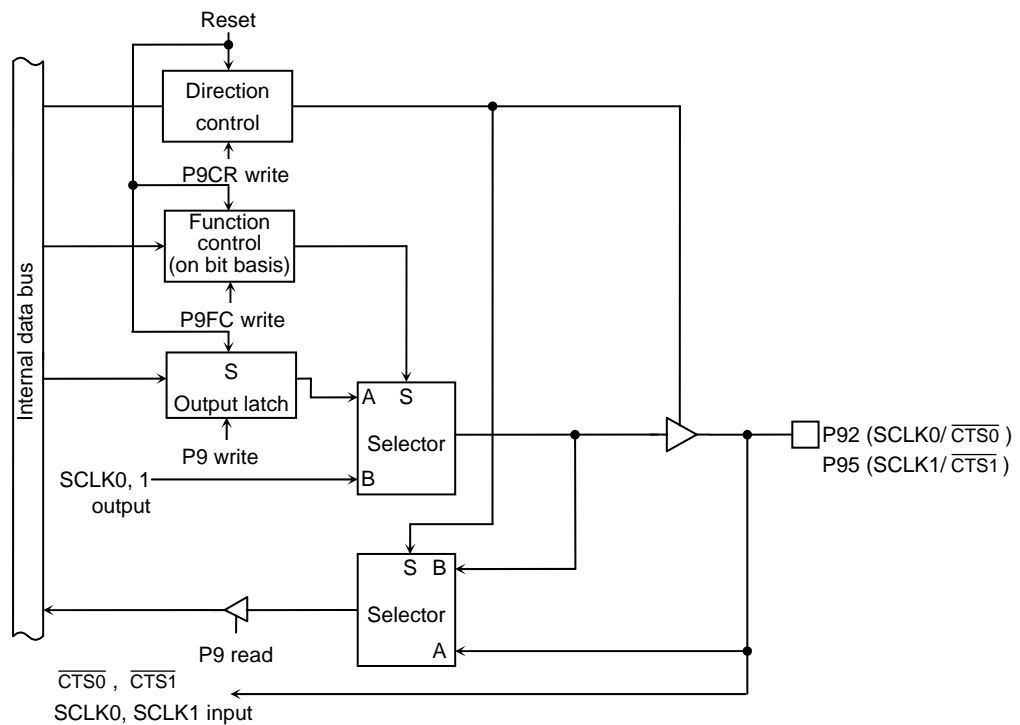 Reset
Direction
control
P9CR write
Function
control
(on bit basis)
P9FC write
S
Output latch
P9 write
SCLK0, 1
output
A S
Selector
B
P92 (SCLK0/CTS0)
P95 (SCLK1/CTS1)
S B
Selector
A
P9 read
CTS0 , CTS1
SCLK0, SCLK1 input
Internal data bus